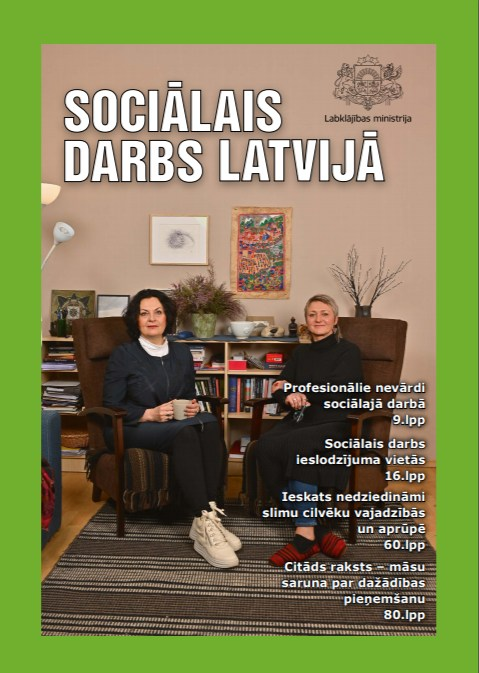 SOCIĀLAIS
DARBS LATVIJĀ
Labklājības ministrija
Profesionālie nevārdi
sociālajā darbā
9.lpp
Sociālais darbs
ieslodzījuma vietās
16.lpp
Ieskats nedziedināmi
slimu cilvēku vajadzībās
un aprūpē
60.lpp
Citāds raksts – māsu
saruna par dažādības
pieņemšanu
80.lpp